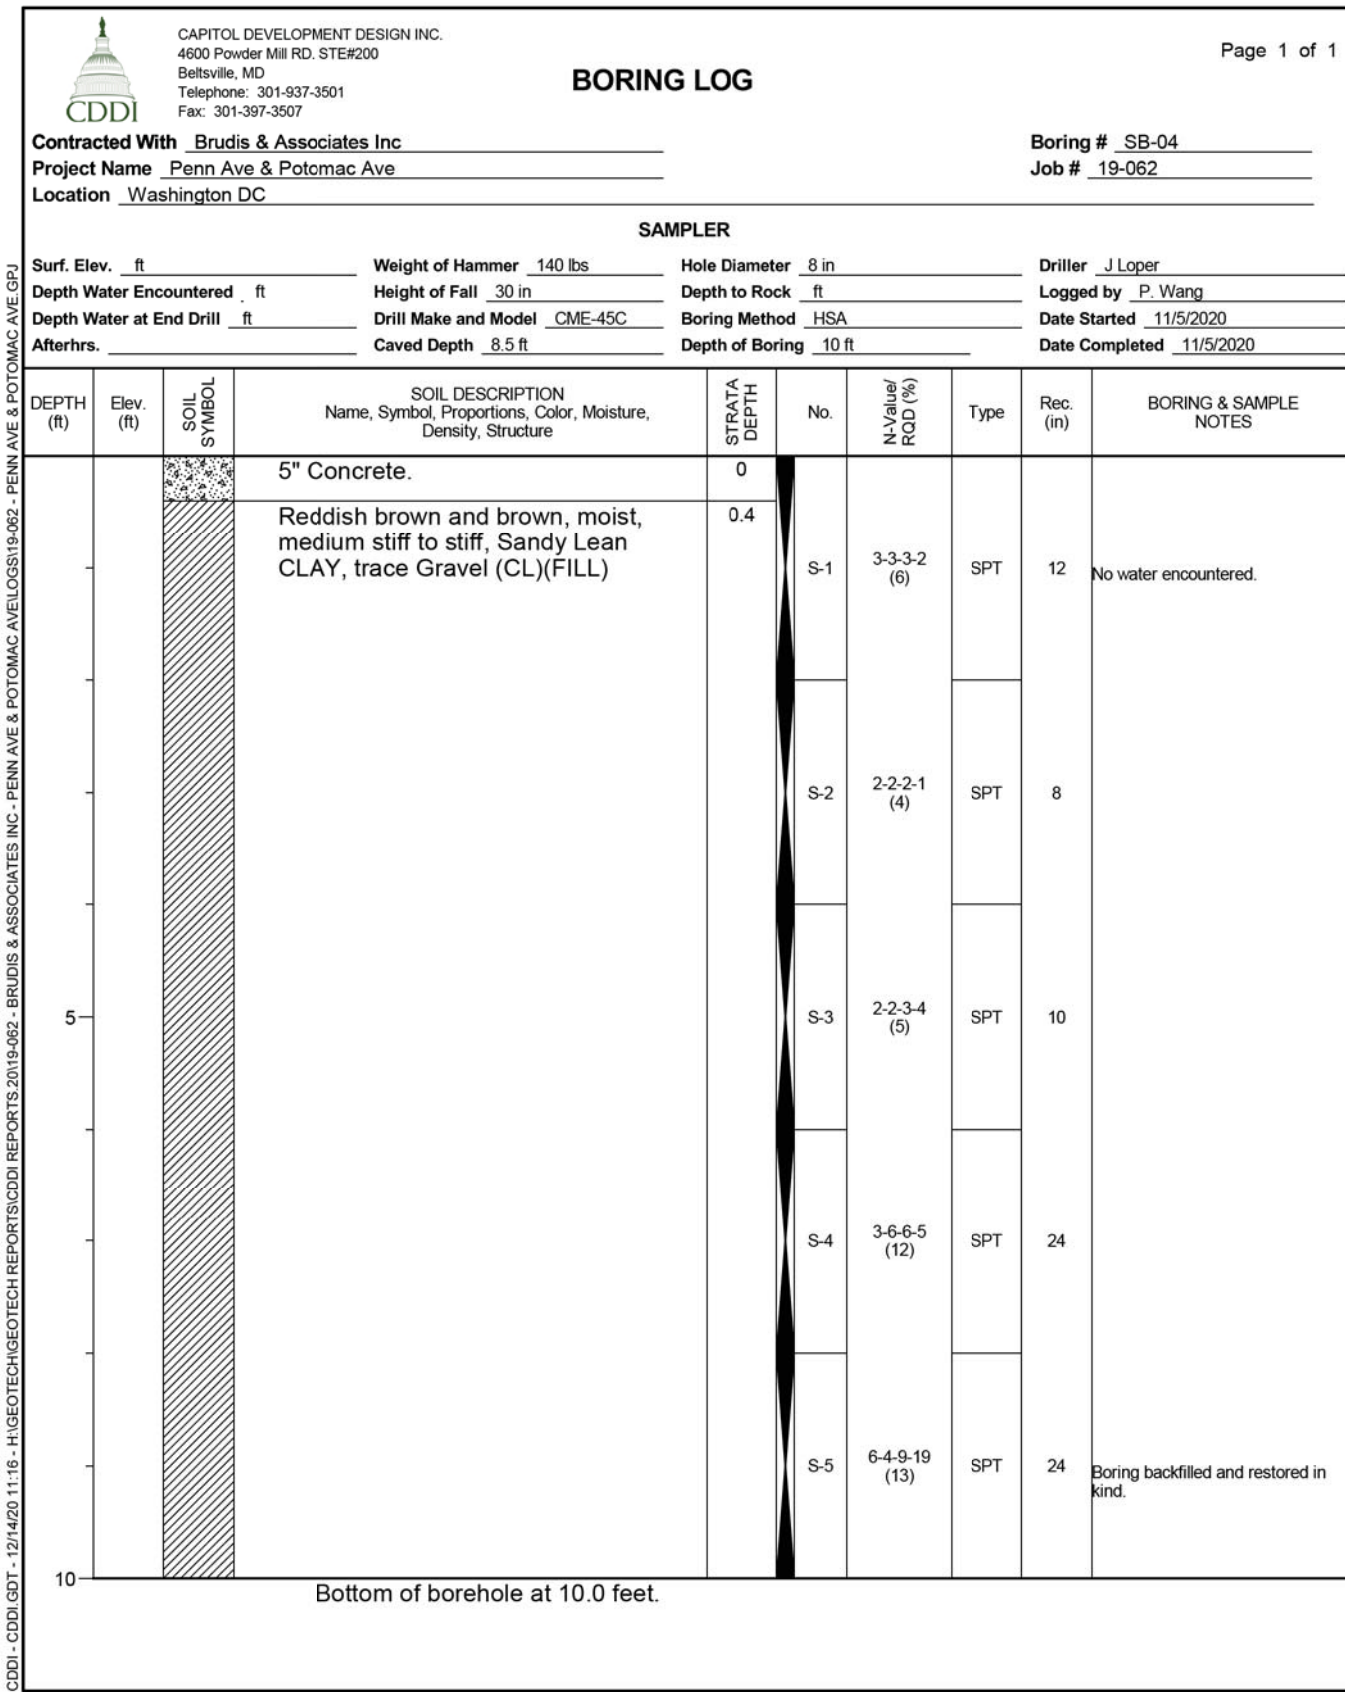 CAPITOL DEVELOPMENT DESIGN INC.
4600 Powder Mill RD. STE#200
Beltsville, MD
Telephone: 301-937-3501
Fax: 301-397-3507
CDDI
BORING LOG
Page 1 of 1
Contracted With Brudis & Associates Inc
Boring # SB-04
Project Name Penn Ave & Potomac Ave
Job # 19-062
Location Washington DC
SAMPLER
Surf. Elev. ft Weight of Hammer 140 lbs Hole Diameter 8 in Driller J Loper
Depth Water Encountered ft Height of Fall 30 in Depth to Rock ft Logged by P. Wang
Depth Water at End Drill ft Drill Make and Model CME-45C Boring Method HSA Date Started 11/5/2020
Afterhrs. Caved Depth 8.5 ft Depth of Boring 10 ft Date Completed 11/5/2020
DEPTH
(ft)
Elev.
(ft)
SOIL
SYMBOL
SOIL DESCRIPTION
Name, Symbol, Proportions, Color, Moisture,
Density, Structure
STRATA
DEPTH
No.
N-Value/
RQD (%)
Type
Rec.
(in)
BORING & SAMPLE
NOTES
5" Concrete.
0
Reddish brown and brown, moist,
medium stiff to stiff, Sandy Lean
CLAY, trace Gravel (CL)(FILL)
0.4
S-1
3-3-3-2
(6)
SPT
12
No water encountered.
S-2
2-2-2-1
(4)
SPT
8
5
S-3
2-2-3-4
(5)
SPT
10
S-4
3-6-6-5
(12)
SPT
24
S-5
6-4-9-19
(13)
SPT
24
Boring backfilled and restored in
kind.
10
Bottom of borehole at 10.0 feet.
CDDI - CDDI.GDT - 12/14/20 11:16 - H:\GEOTECH\GEOTECH REPORTS\CDDI REPORTS.20\19-062 - BRUDIS & ASSOCIATES INC - PENN AVE & POTOMAC AVE\LOGS\19-062 - PENN AVE & POTOMAC AVE.GPJ